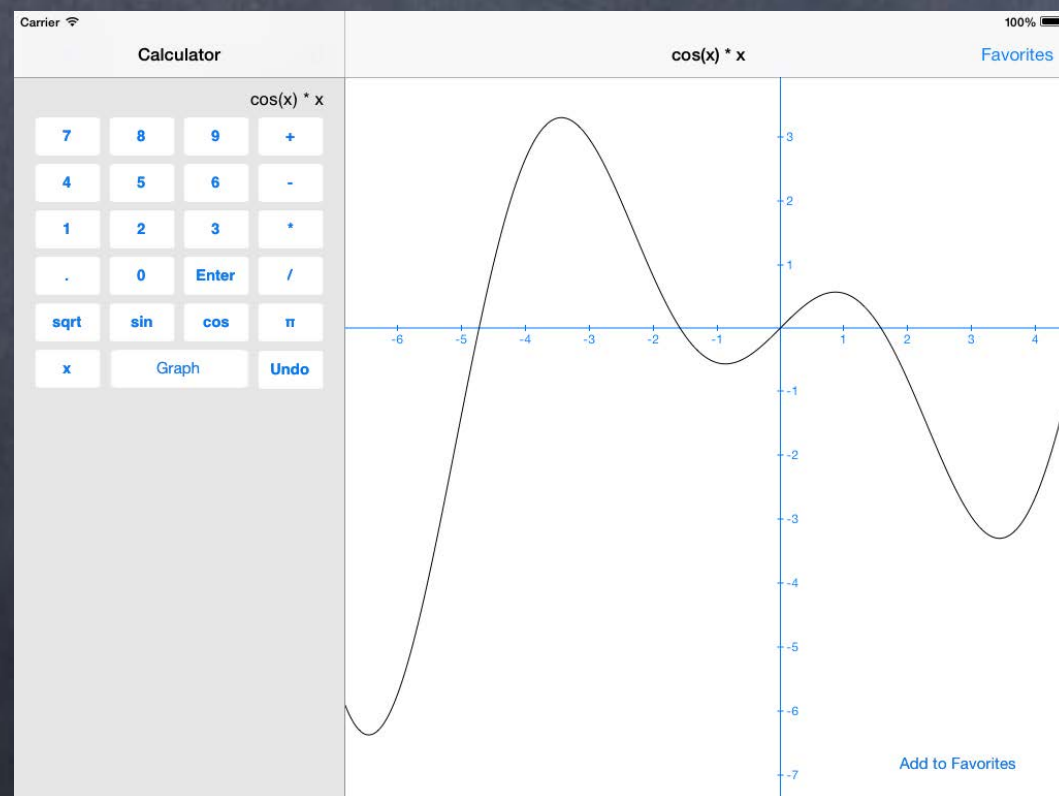 Carrier
100%
Calculator
cos(x) * x
Favorites
cos(x) * x
7 8 9 +
4 5 6 -
1 2 3 *
. 0 Enter /
sqrt sin cos π
x Graph Undo
3
2
1
-6 -5 -4 -3 -2 -1 1 2 3 4
-1
-2
-3
-4
-5
-6
-7
Add to Favorites